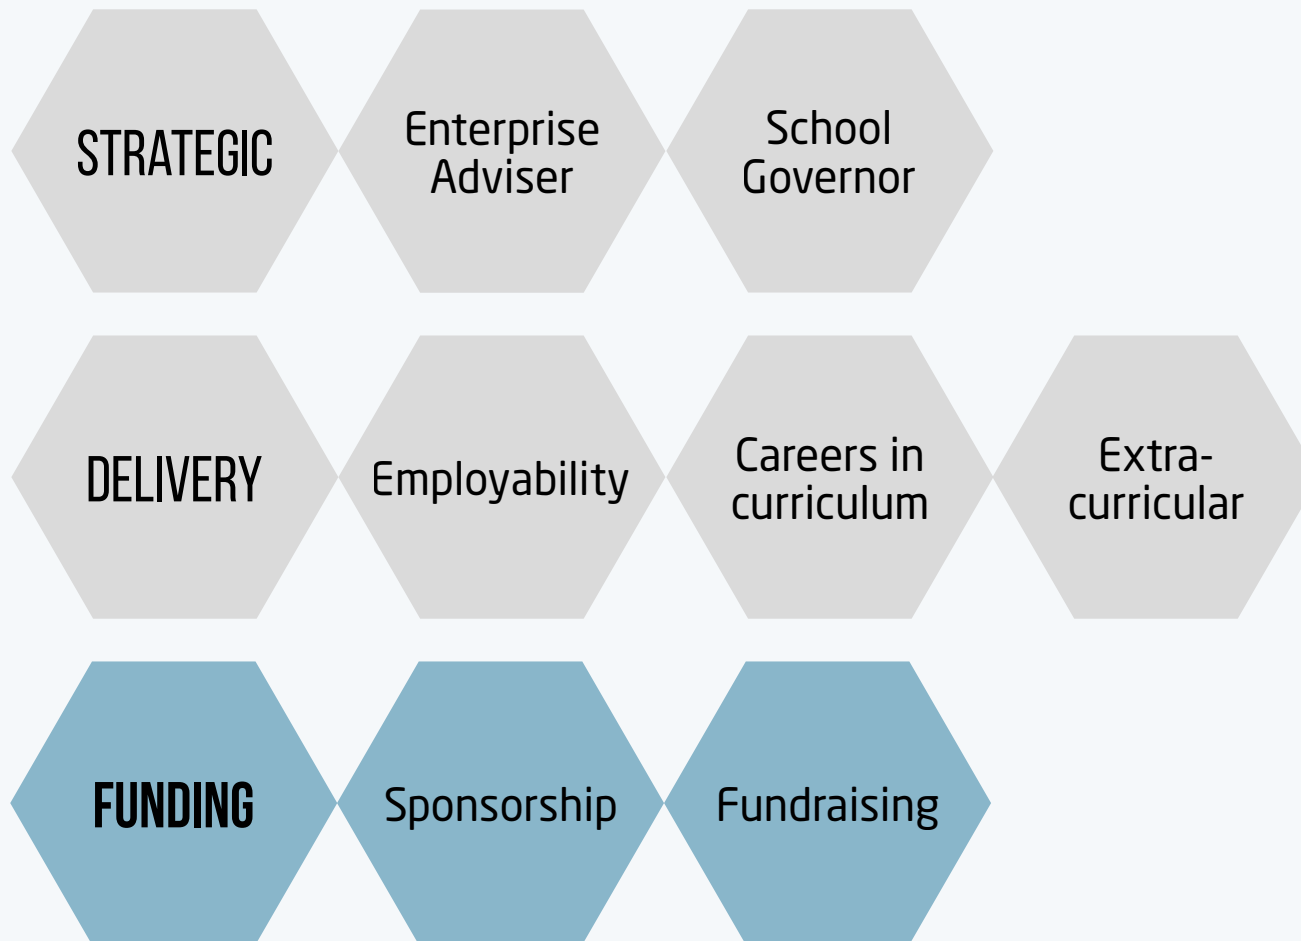 STRATEGIC
Enterprise
Adviser
School
Governor
DELIVERY
Employability
Careers in
curriculum
Extra-
curricular
FUNDING
Sponsorship
Fundraising